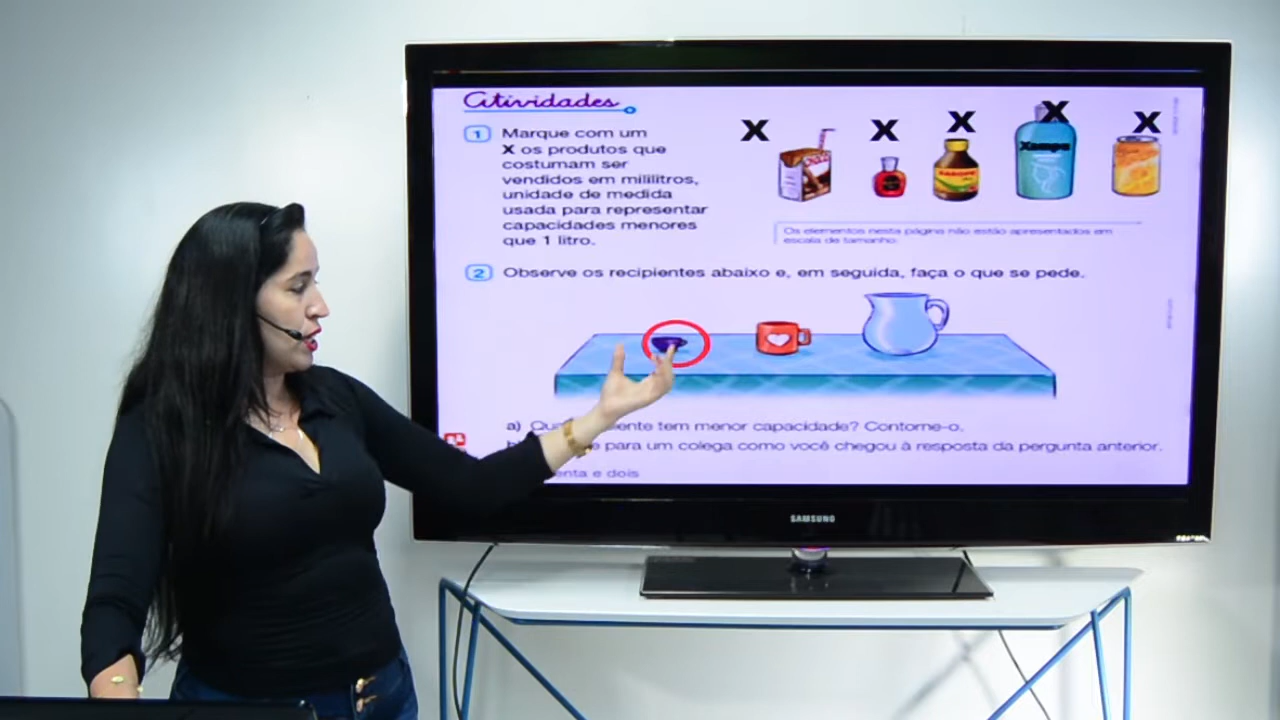 Atividades
1 Marque com um
X os produtos que
costumam ser
vendidos em mililitros,
unidade de medida
usada para representar
capacidades menores
que 1 litro.
X X X X X
XAROPE
Xampu
Os elementos nesta página não estão apresentados em
escala de tamanho.
2 Observe os recipientes abaixo e, em seguida, faça o que se pede.
a) tem menor capacidade? Contorne-o.
para um colega como você chegou à resposta da pergunta anterior.
e dois
SAMSUNG